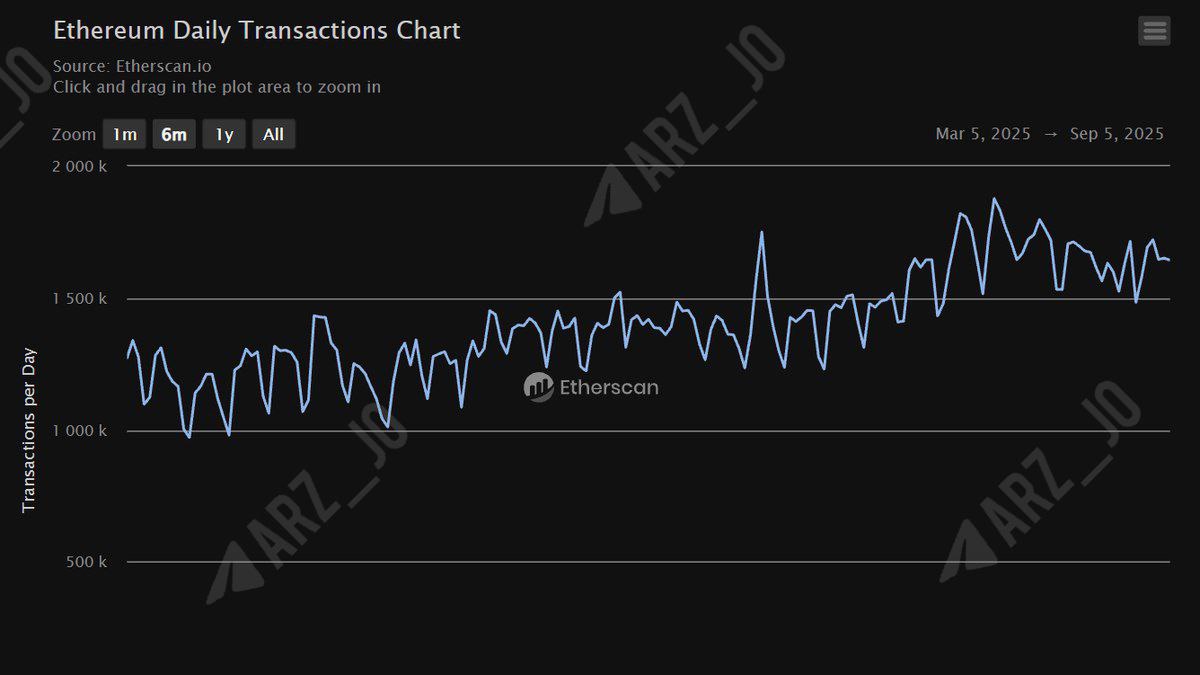 Ethereum Daily Transactions Chart
Source: Etherscan.io
Click and drag in the plot area to zoom in
Zoom 1m 6m 1y All
Mar 5, 2025 → Sep 5, 2025
2 000 k
1 500 k
1 000 k
500 k
Transactions per Day
Etherscan
ARZ_JO
ARZ_JO
ARZ_JO
_JO